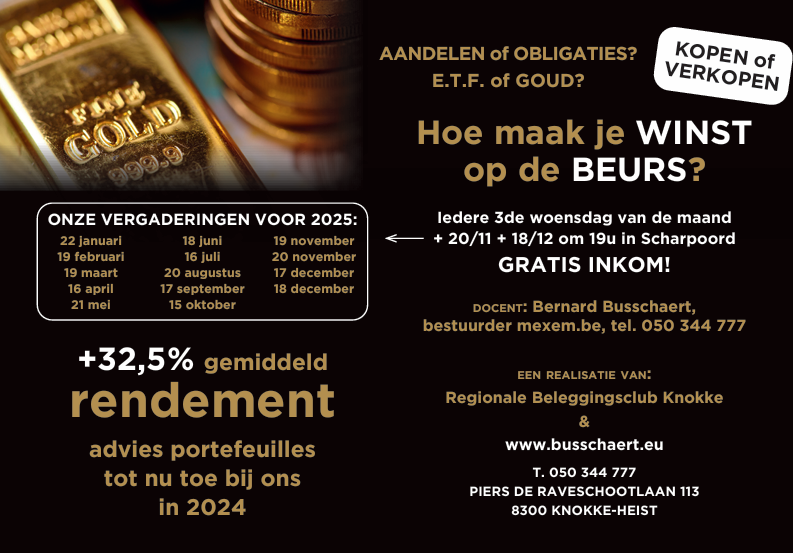 FINE
GOLD
999.9
AANDELEN of OBLIGATIES?
E.T.F. of GOUD?
KOPEN of
VERKOPEN
Hoe maak je WINST
op de BEURS?
ONZE VERGADERINGEN VOOR 2025:
22 januari 18 juni 19 november
19 februari 16 juli 20 november
19 maart 20 augustus 17 december
16 april 17 september 18 december
21 mei 15 oktober
Iedere 3de woensdag van de maand
+ 20/11 + 18/12 om 19u in Scharpoord
GRATIS INKOM!
DOCENT: Bernard Busschaert,
bestuurder mexem.be, tel. 050 344 777
+32,5% gemiddeld
rendement
advies portefeuilles
tot nu toe bij ons
in 2024
EEN REALISATIE VAN:
Regionale Beleggingsclub Knokke
&
www.busschaert.eu
T. 050 344 777
PIERS DE RAVESCHOOTLAAN 113
8300 KNOKKE-HEIST